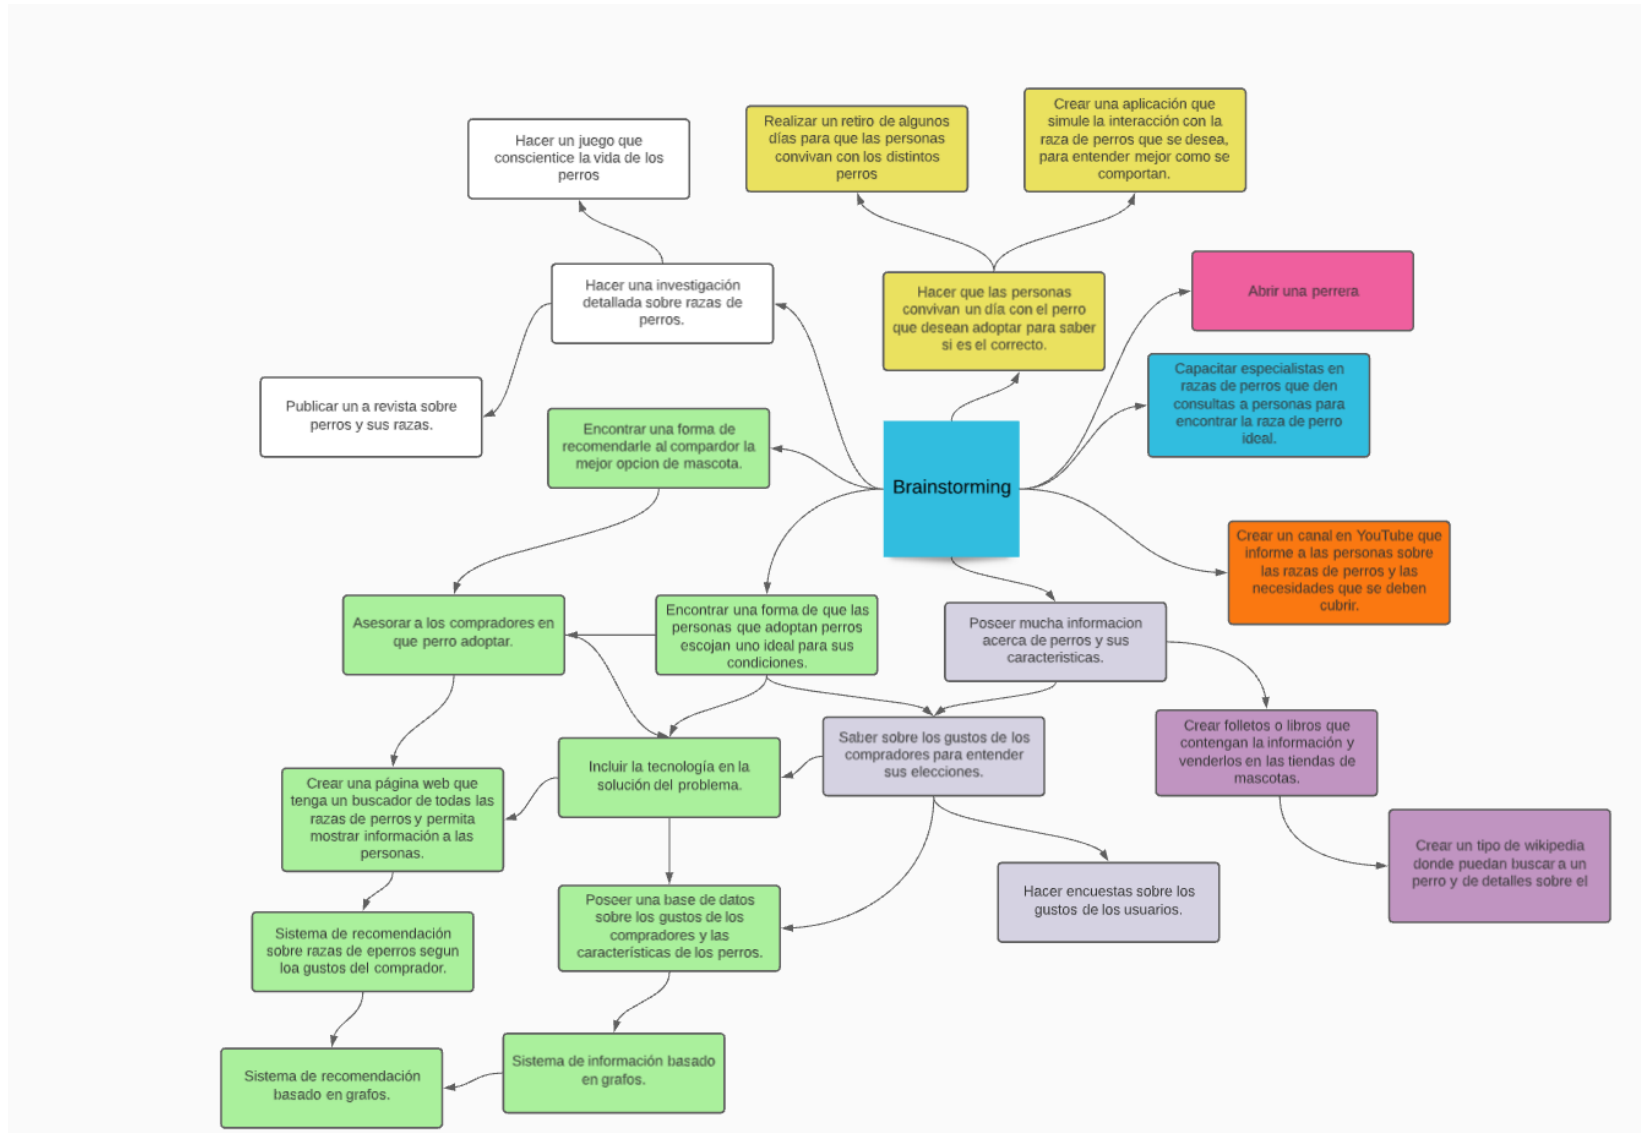 Crear una aplicación que
simule la interacción con la
raza de perros que se desea,
para entender mejor como se
comportan.
Realizar un retiro de algunos
días para que las personas
convivan con los distintos
perros
Hacer un juego que
conscientice la vida de los
perros
Hacer una investigación
detallada sobre razas de
perros.
Hacer que las personas
convivan un día con el perro
que desean adoptar para saber
si es el correcto.
Abrir una perrera
Capacitar especialistas en
razas de perros que den
consultas a personas para
encontrar la raza de perro
ideal.
Publicar un a revista sobre
perros y sus razas.
Encontrar una forma de
recomendarle al compardor la
mejor opcion de mascota.
Brainstorming
Crear un canal en YouTube que
informe a las personas sobre
las razas de perros y las
necesidades que se deben
cubrir.
Asesorar a los compradores en
que perro adoptar.
Encontrar una forma de que las
personas que adoptan perros
escojan uno ideal para sus
condiciones.
Poseer mucha informacion
acerca de perros y sus
caracteristicas.
Saber sobre los gustos de los
compradores para entender
sus elecciones.
Crear folletos o libros que
contengan la información y
venderlos en las tiendas de
mascotas.
Incluir la tecnología en la
solución del problema.
Crear una página web que
tenga un buscador de todas las
razas de perros y permita
mostrar información a las
personas.
Crear un tipo de wikipedia
donde puedan buscar a un
perro y de detalles sobre el
Hacer encuestas sobre los
gustos de los usuarios.
Poseer una base de datos
sobre los gustos de los
compradores y las
características de los perros.
Sistema de recomendación
sobre razas de eperros segun
loa gustos del comprador.
Sistema de información basado
en grafos.
Sistema de recomendación
basado en grafos.